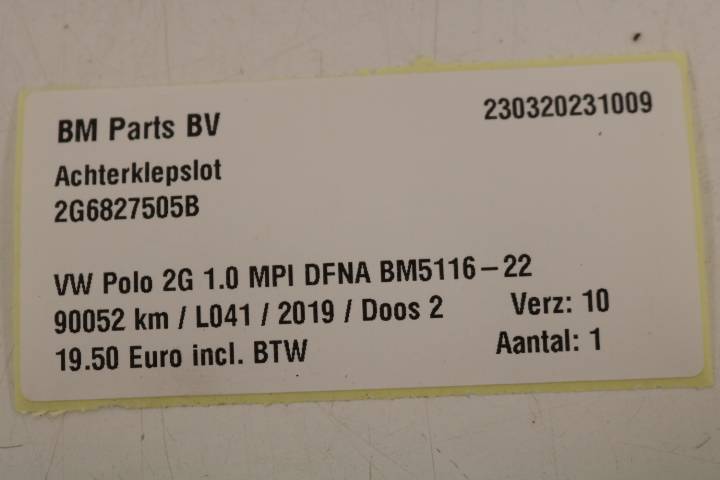 BM Parts BV 230320231009
Achterklepslot
2G6827505B
VW Polo 2G 1.0 MPI DFNA BM5116-22
90052 km / L041 / 2019 / Doos 2 Verz: 10
19.50 Euro incl. BTW Aantal: 1